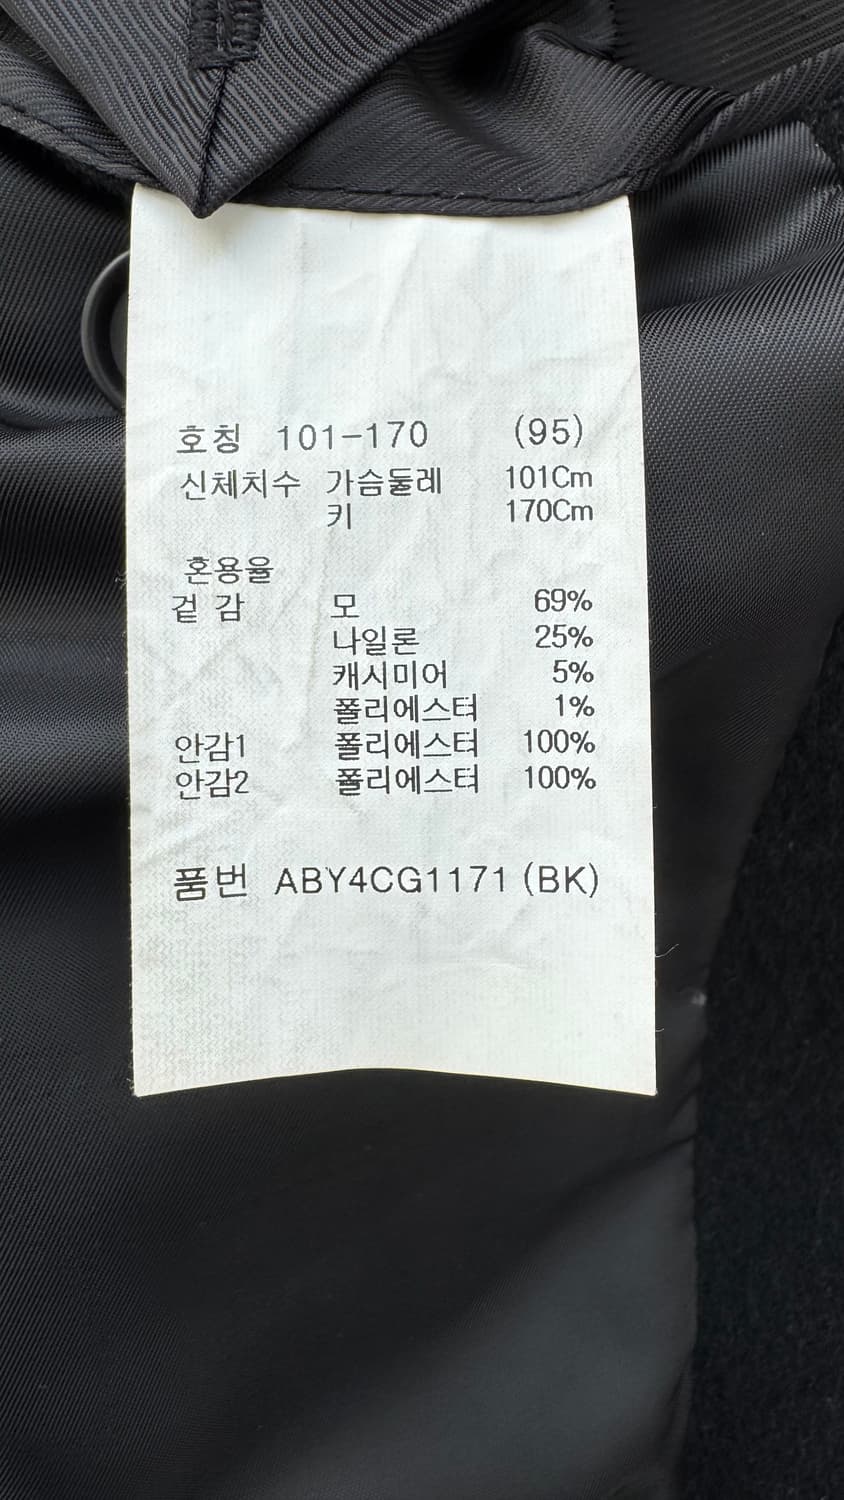 호칭 101-170 (95)
신체치수 가슴둘레 101Cm
키 170Cm
혼용율
겉 감 모 69%
나일론 25%
캐시미어 5%
폴리에스터 1%
안감1 폴리에스터 100%
안감2 폴리에스터 100%
품번 ABY4CG1171 (BK)